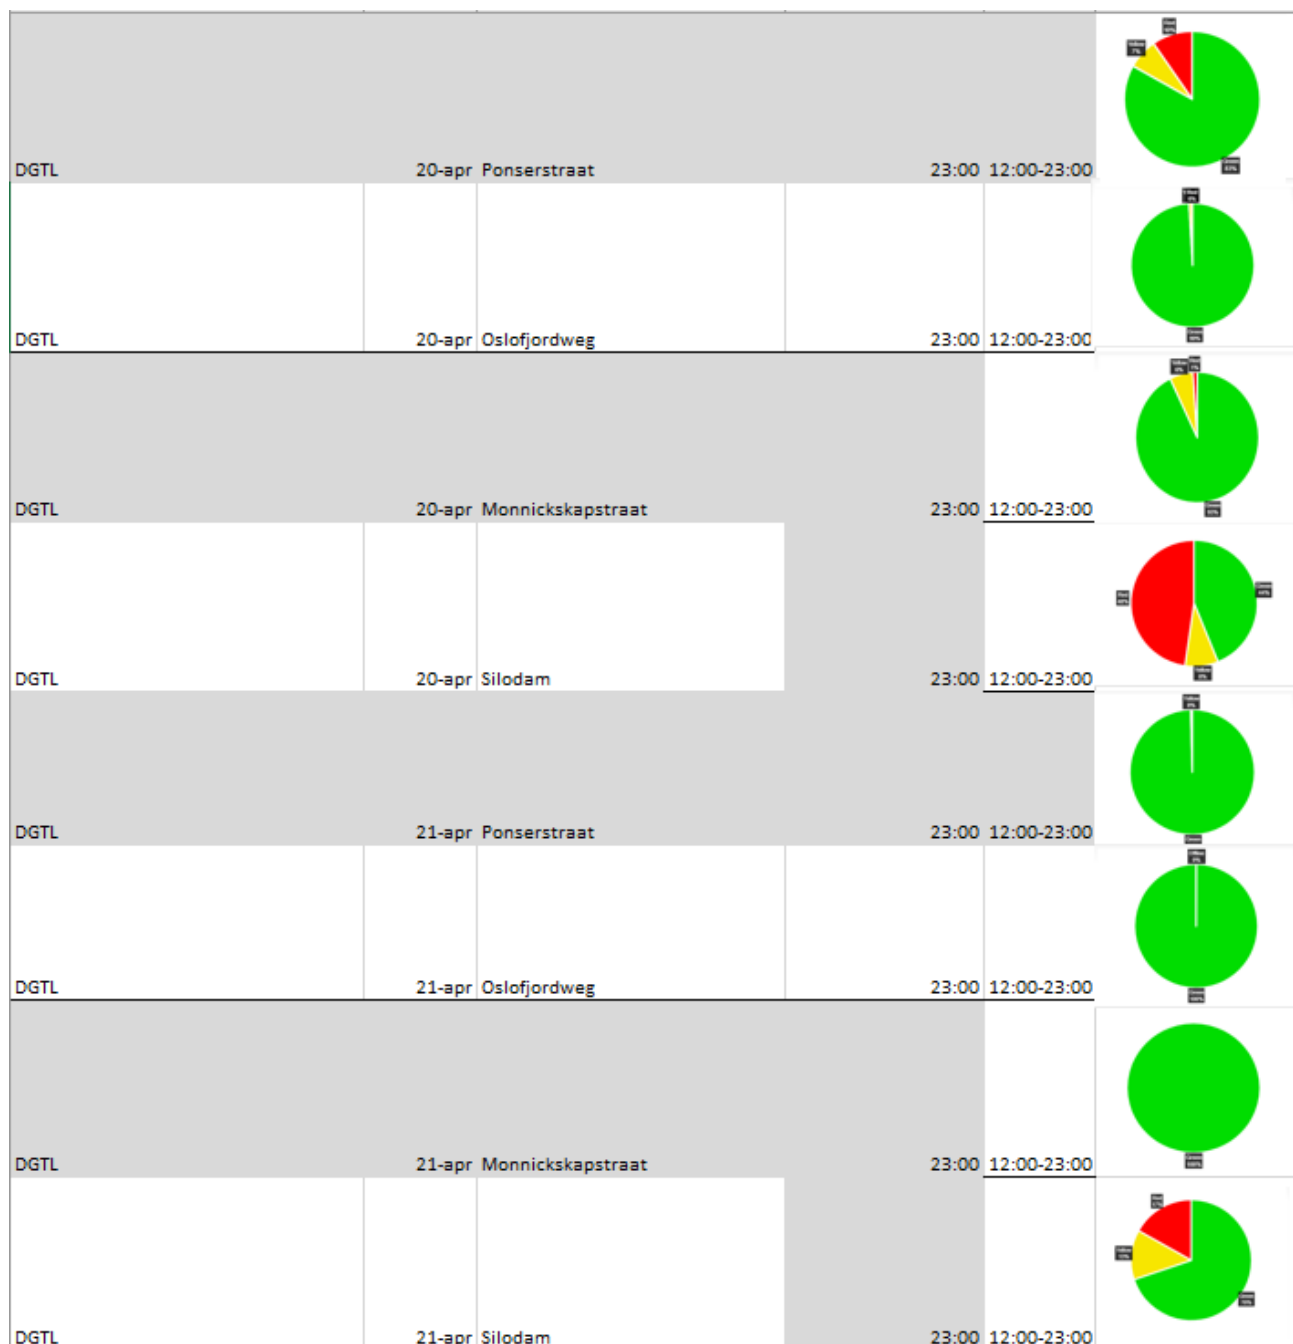 DGTL 20-apr Ponserstraat 23:00 12:00-23:00
DGTL 20-apr Oslofjordweg 23:00 12:00-23:00
DGTL 20-apr Monnickskapstraat 23:00 12:00-23:00
DGTL 20-apr Silodam 23:00 12:00-23:00
DGTL 21-apr Ponserstraat 23:00 12:00-23:00
DGTL 21-apr Oslofjordweg 23:00 12:00-23:00
DGTL 21-apr Monnickskapstraat 23:00 12:00-23:00
DGTL 21-apr Silodam 23:00 12:00-23:00